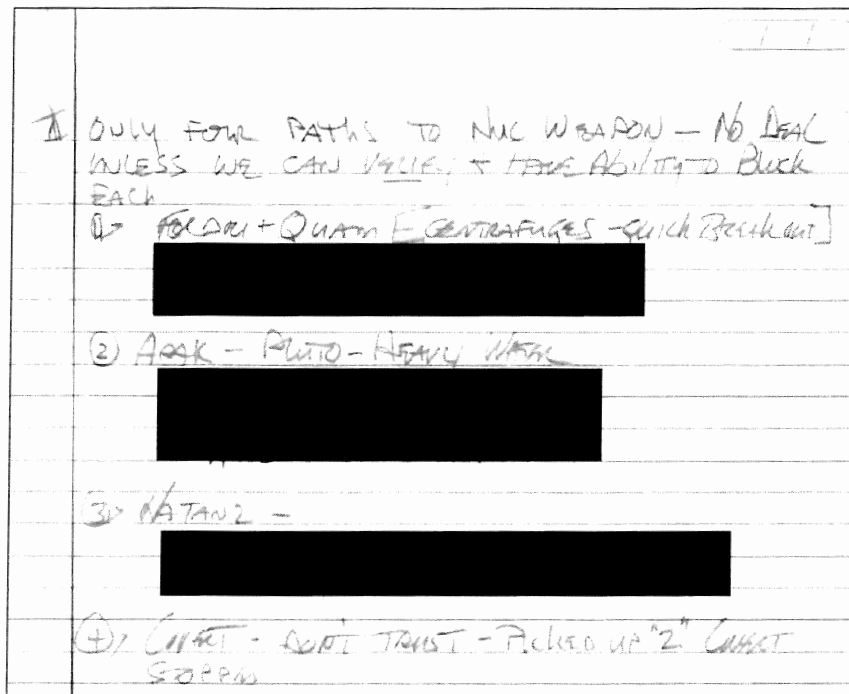 II ONLY FOUR PATHS TO NUC WEAPON — NO DEAL
UNLESS WE CAN VERIFY + HAVE ABILITY TO BLOCK
EACH
1> FORDOW + QUAM CENTRAFUGES - QUICK BREAKOUT]
② ARAK - PLUTO - HEAVY WATER
3> NATANZ -
④> COVERT - DON'T TRUST - PICKED UP "2" COVERT